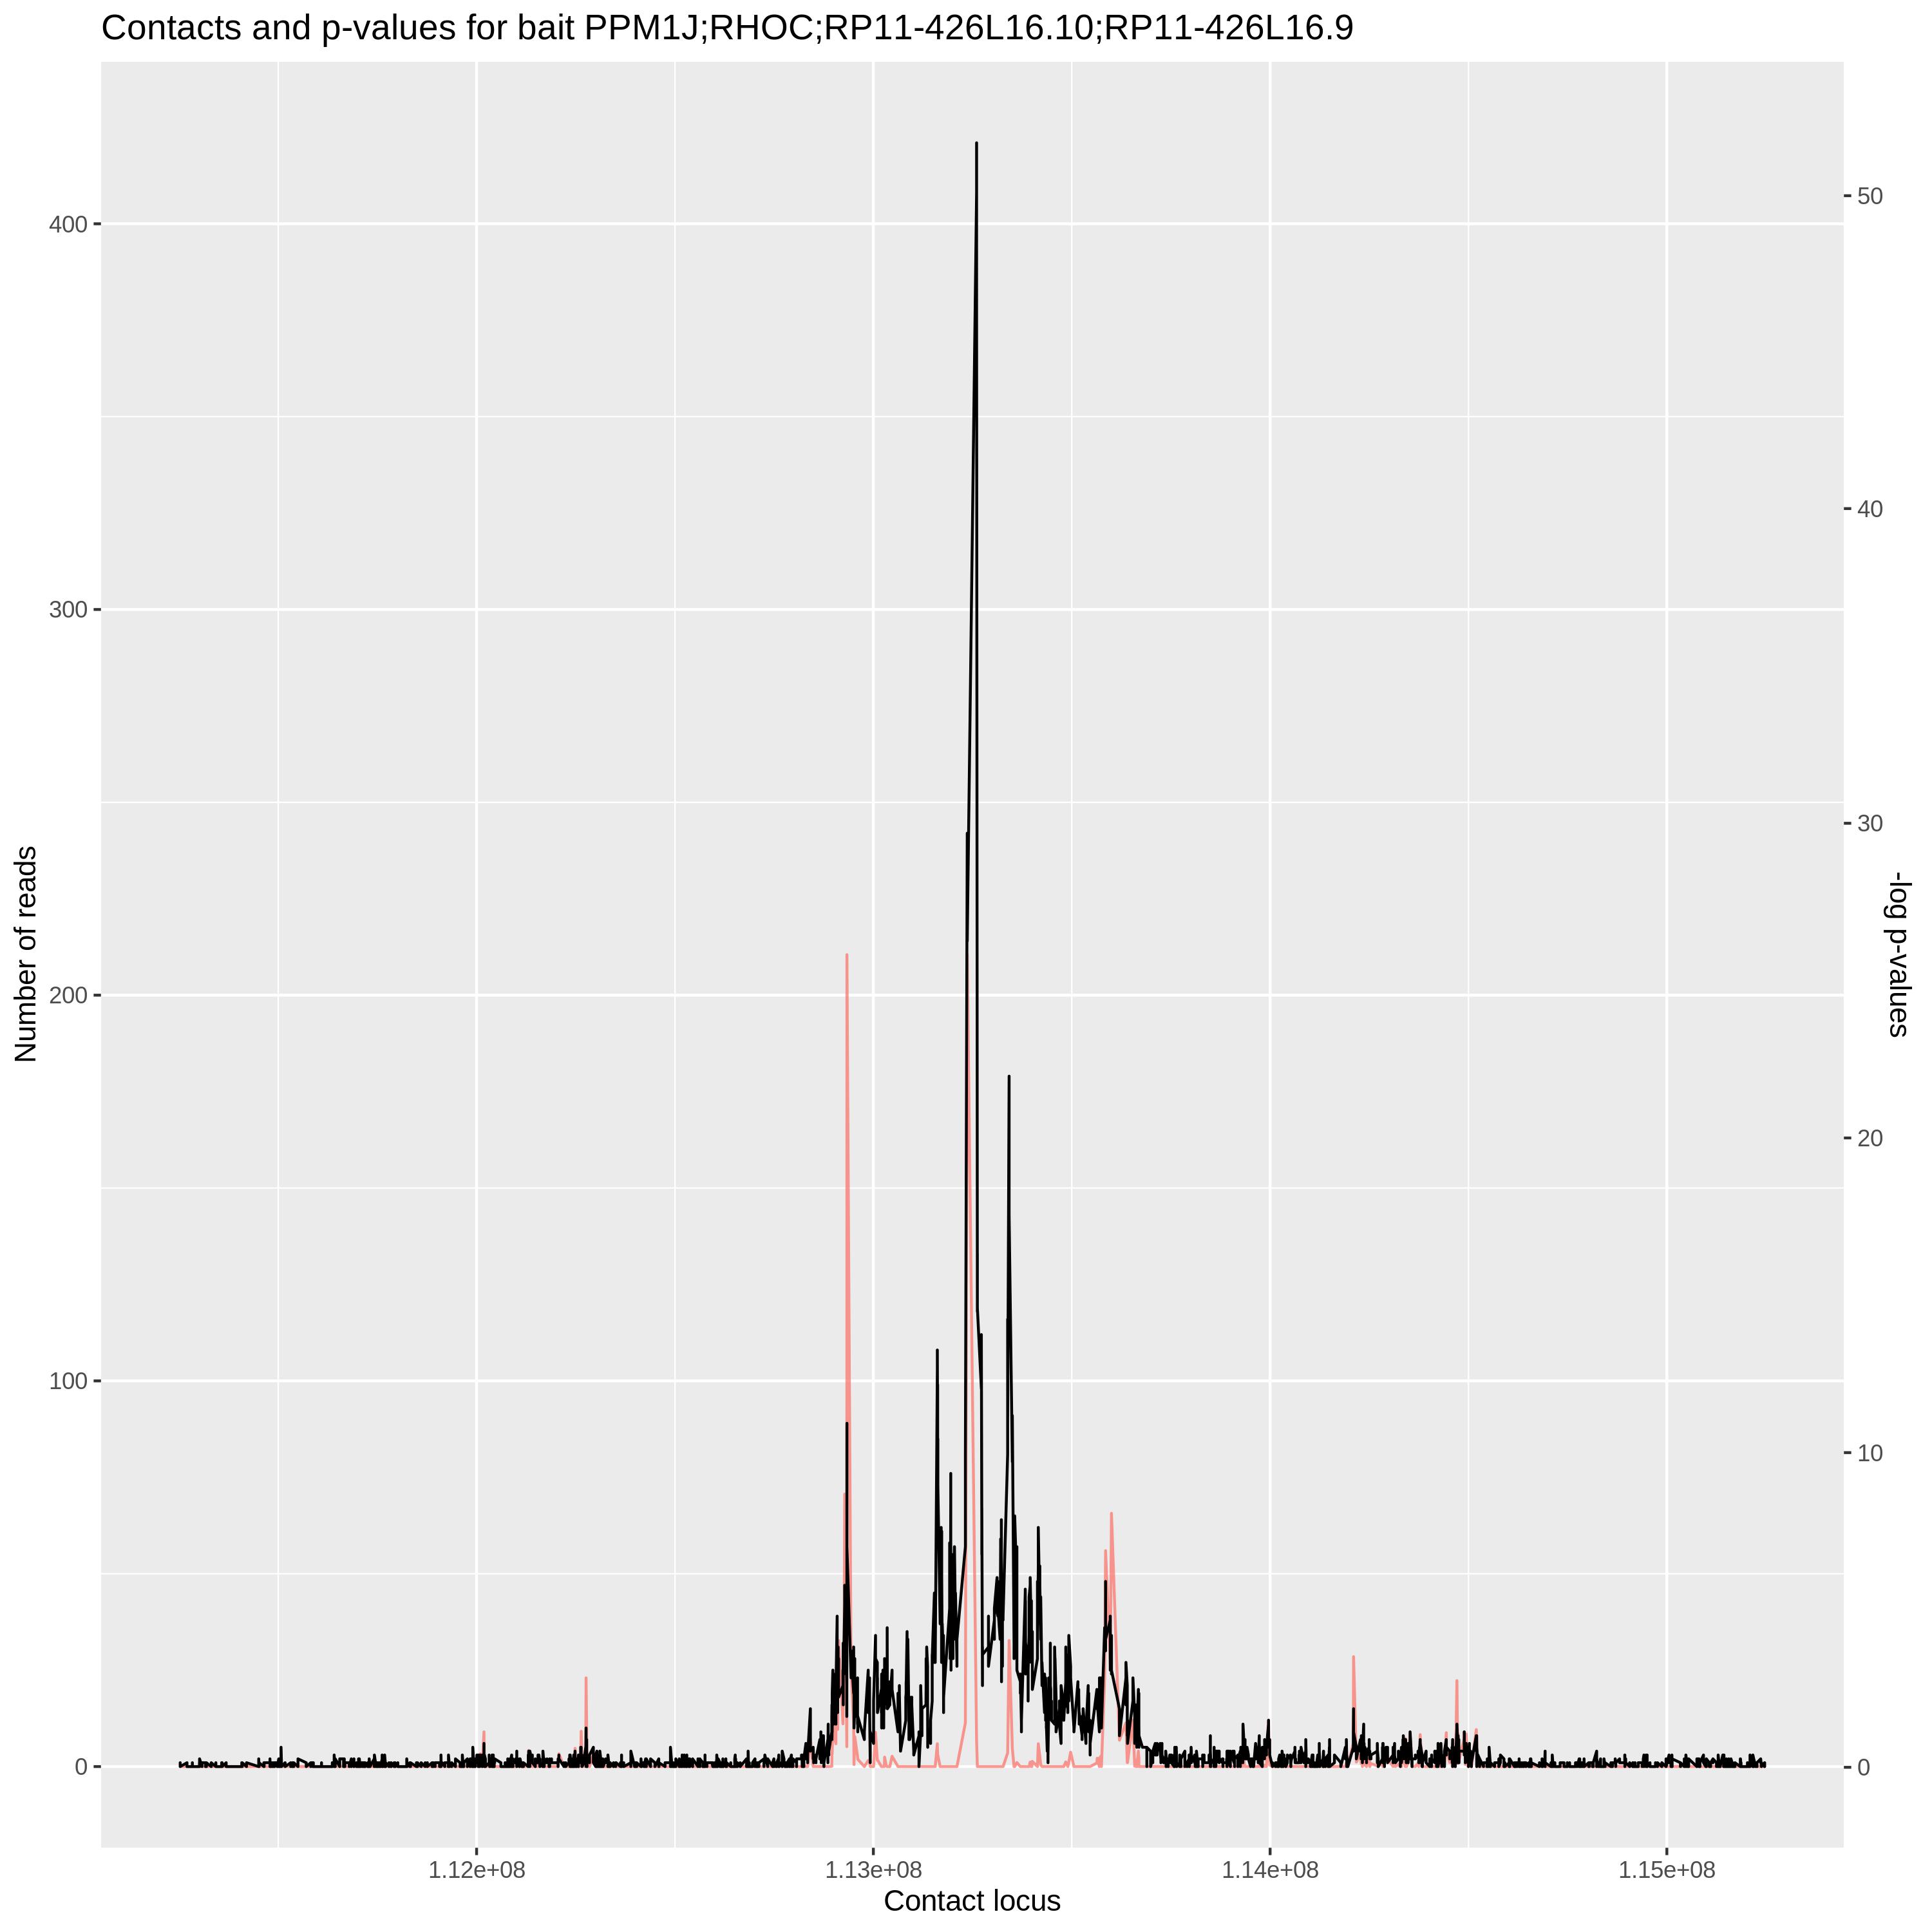 Contacts and p-values for bait PPM1J;RHOC;RP11-426L16.10;RP11-426L16.9
400
300
200
100
0
Number of reads
50
40
30
20
10
0
-log p-values
1.12e+08
1.13e+08
1.14e+08
1.15e+08
Contact locus